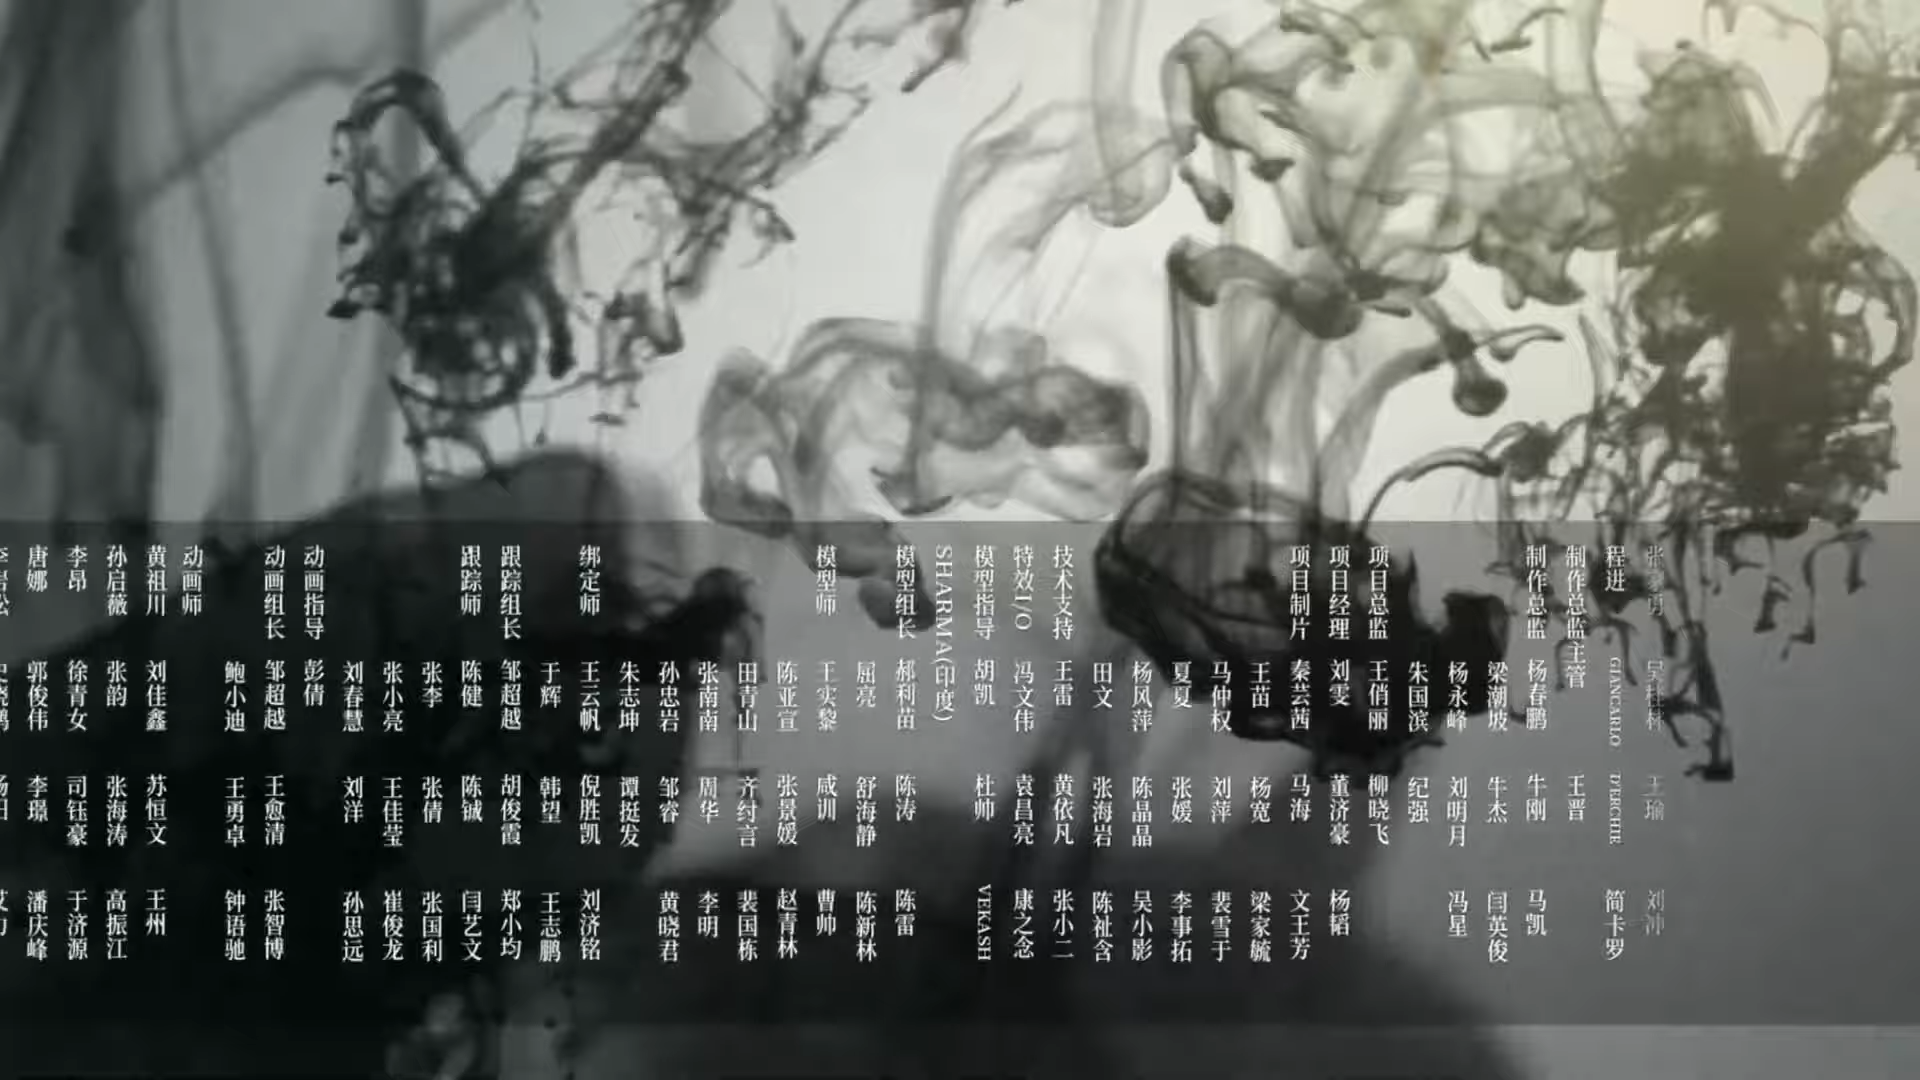 张家勇 吴桂林 王瑜 刘冲
程进 GIANCARLO D'ERCHIE 简卡罗
制作总监主管 王晋
制作总监 杨春鹏 牛刚 马凯
梁潮坡 牛杰 闫英俊
杨永峰 刘明月 冯星
朱国滨 纪强
项目总监 王俏丽 柳晓飞
项目经理 刘雯 董济豪 杨韬
项目制片 秦芸茜 马海 文王芳
王苗 杨宽 梁家毓
马仲权 刘萍 裴雪于
夏夏 张媛 李事拓
杨风萍 陈晶晶 吴小影
田文 张海岩 陈祉含
技术支持 王雷 黄依凡 张小二
特效I/O 冯文伟 袁昌亮 康之念
模型指导 胡凯 杜帅 VEKASH
SHARMA(印度)
模型组长 郝利苗 陈涛 陈雷
屈亮 舒海静 陈新林
模型师 王实黎 咸训 曹帅
陈亚宣 张景媛 赵青林
田青山 齐纣言 裴国栋
张南南 周华 李明
孙忠岩 邹睿 黄晓君
朱志坤 谭挺发
绑定师 王云帆 倪胜凯 刘济铭
于辉 韩望 王志鹏
跟踪组长 邹超越 胡俊霞 郑小均
跟踪师 陈健 陈铖 闫艺文
张李 张倩 张国利
张小亮 王佳莹 崔俊龙
刘春慧 刘洋 孙思远
动画指导 彭倩
动画组长 邹超越 王愈清 张智博
鲍小迪 王勇卓 钟语驰
动画师
黄祖川 刘佳鑫 苏恒文 王州
孙启薇 张韵 张海涛 高振江
李昂 徐青女 司钰豪 于济源
唐娜 郭俊伟 李璟 潘庆峰